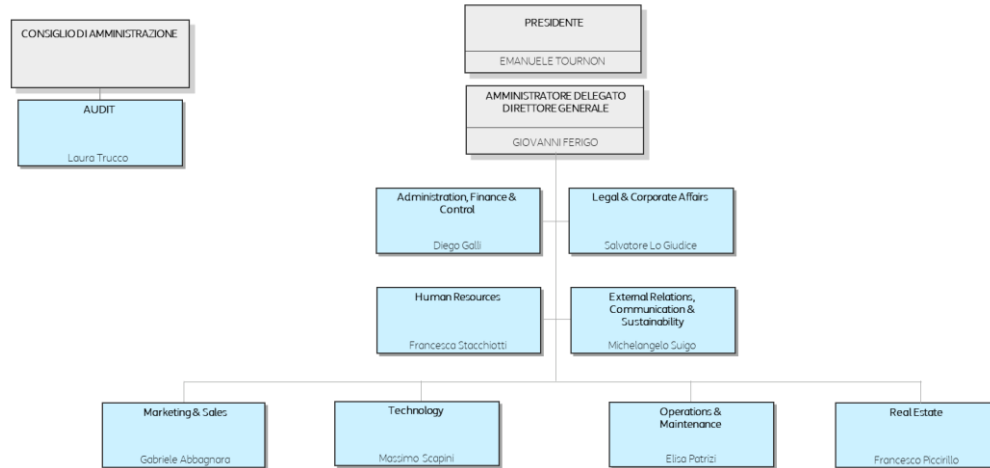 CONSIGLIO DI AMMINISTRAZIONE
AUDIT
Laura Trucco
PRESIDENTE
EMANUELE TOURNON
AMMINISTRATORE DELEGATO
DIRETTORE GENERALE
GIOVANNI FERIGO
Administration, Finance &
Control
Diego Galli
Legal & Corporate Affairs
Salvatore Lo Giudice
Human Resources
Francesca Stacchiotti
External Relations,
Communication &
Sustainability
Michelangelo Suigo
Marketing & Sales
Gabriele Abbagnara
Technology
Massimo Scapini
Operations &
Maintenance
Elisa Patrizi
Real Estate
Francesco Piccirillo